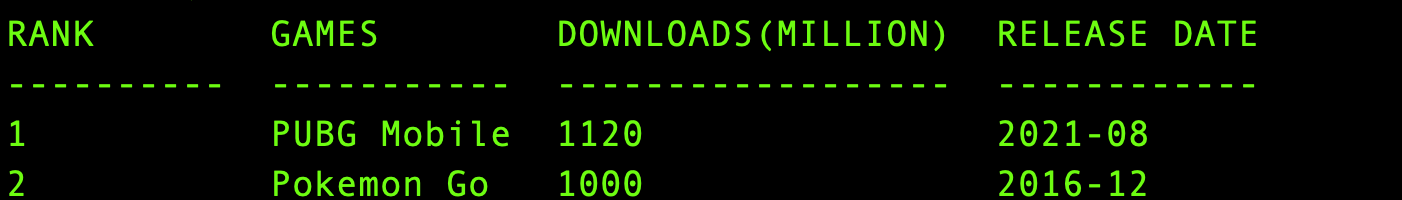 RANK        GAMES        DOWNLOADS(MILLION)  RELEASE DATE
----------  -----------  ------------------  ------------
1           PUBG Mobile  1120                2021-08
2           Pokemon Go   1000                2016-12